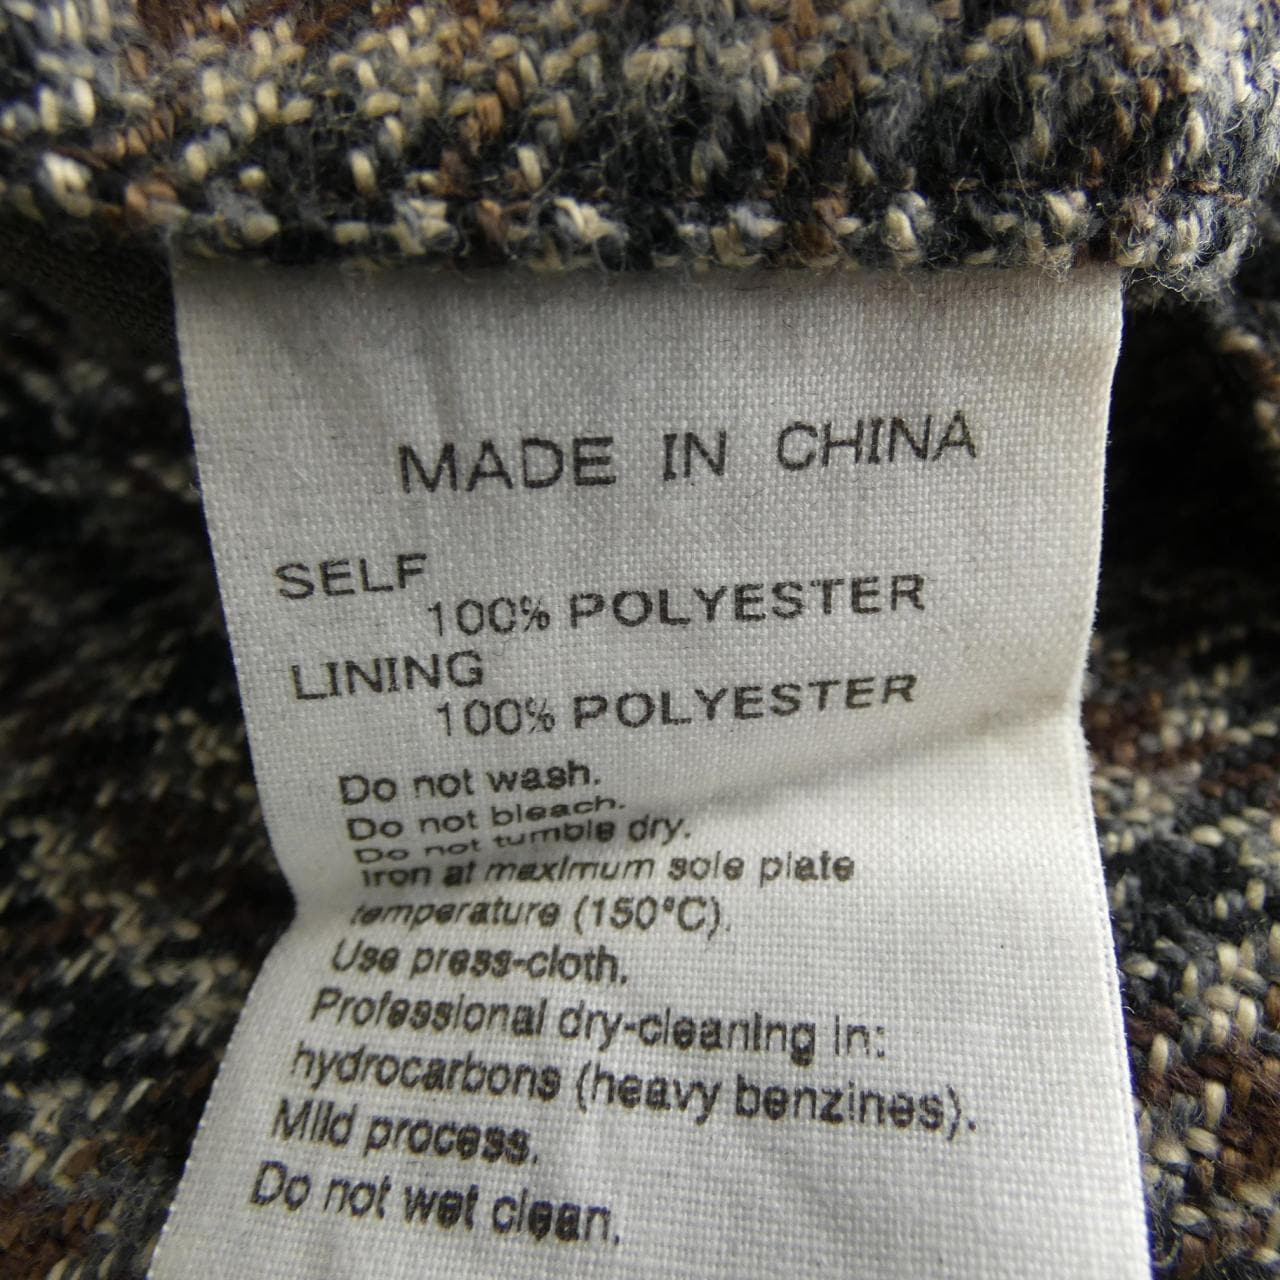 MADE IN CHINA
SELF
100% POLYESTER
LINING
100% POLYESTER
Do not wash.
Do not bleach.
Do not tumble dry.
Iron at maximum sole plate
temperature (150°C).
Use press-cloth.
Professional dry-cleaning in:
hydrocarbons (heavy benzines).
Mild process.
Do not wet clean.